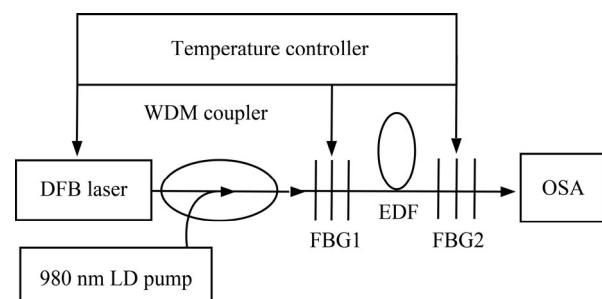 Temperature controller
WDM coupler
DFB laser
OSA
EDF
FBG1
FBG2
980 nm LD pump